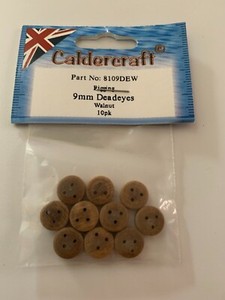 Caldercraft
Part No: 8109DEW
Rigging
9mm Deadeyes
Walnut
10pk